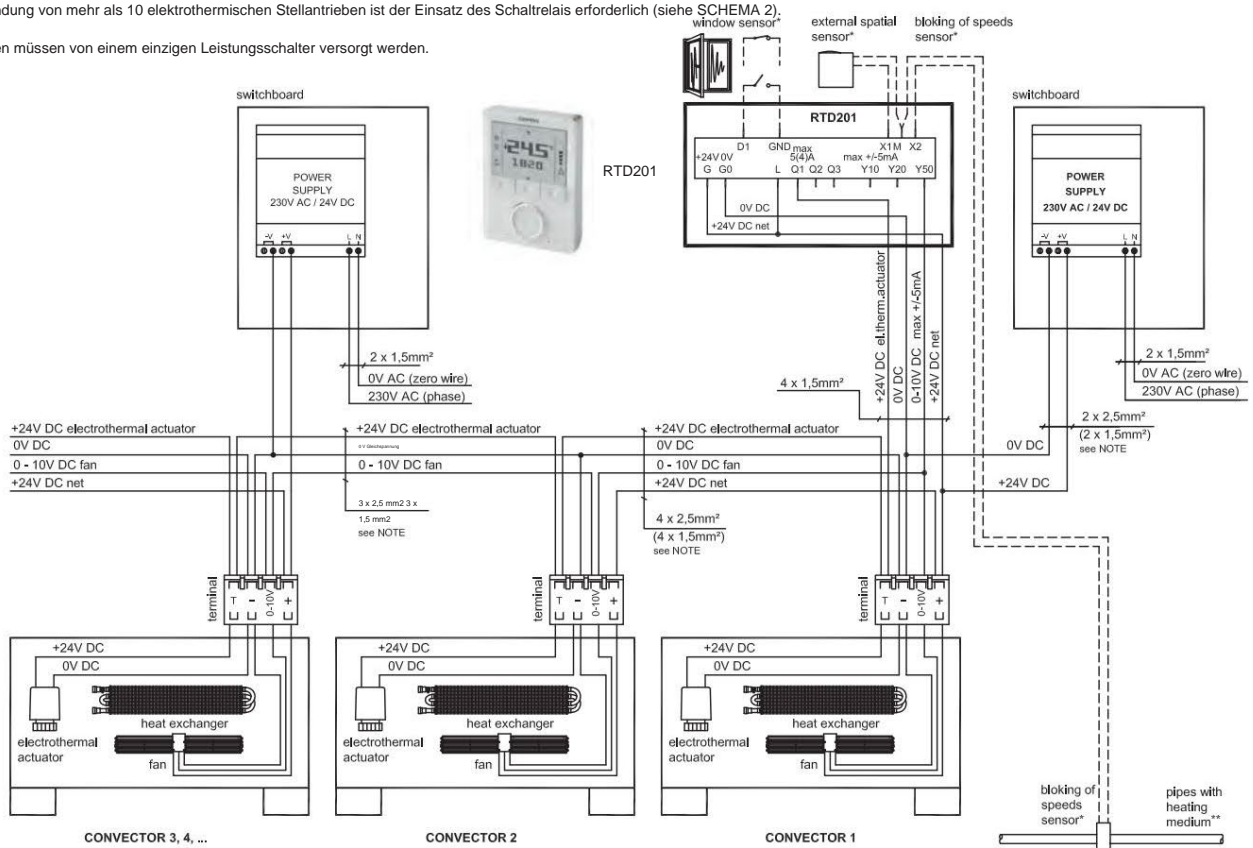 ndung von mehr als 10 elektrothermischen Stellantrieben ist der Einsatz des Schaltrelais erforderlich (siehe SCHEMA 2).
en müssen von einem einzigen Leistungsschalter versorgt werden.
window sensor*
external spatial
sensor*
bloking of speeds
sensor*
switchboard
POWER
SUPPLY
230V AC / 24V DC
-V +V L N
24.5
1820
RTD201
RTD201
D1 GND max X1 M X2
+24V 0V 5(4)A max +/-5mA
G G0 L Q1 Q2 Q3 Y10 Y20 Y50
0V DC
+24V DC net
switchboard
POWER
SUPPLY
230V AC / 24V DC
-V +V L N
+24V DC el.therm.actuator
0V DC
0-10V DC max +/-5mA
+24V DC net
2 x 1,5mm²
0V AC (zero wire)
230V AC (phase)
4 x 1,5mm²
2 x 1,5mm²
0V AC (zero wire)
230V AC (phase)
2 x 2,5mm²
(2 x 1,5mm²)
see NOTE
+24V DC electrothermal actuator
0V DC
0 - 10V DC fan
+24V DC net
+24V DC electrothermal actuator
0 V Gleichspannung
0 - 10V DC fan
3 x 2,5 mm2 3 x
1,5 mm2
see NOTE
+24V DC electrothermal actuator
0V DC
0 - 10V DC fan
+24V DC net
4 x 2,5mm²
(4 x 1,5mm²)
see NOTE
0V DC
+24V DC
terminal
T - 0-10V +
terminal
T - 0-10V +
terminal
T - 0-10V +
+24V DC
0V DC
heat exchanger
electrothermal
actuator
fan
+24V DC
0V DC
heat exchanger
electrothermal
actuator
fan
+24V DC
0V DC
heat exchanger
electrothermal
actuator
fan
CONVECTOR 3, 4, ...
CONVECTOR 2
CONVECTOR 1
bloking of
speeds
sensor*
pipes with
heating
medium**